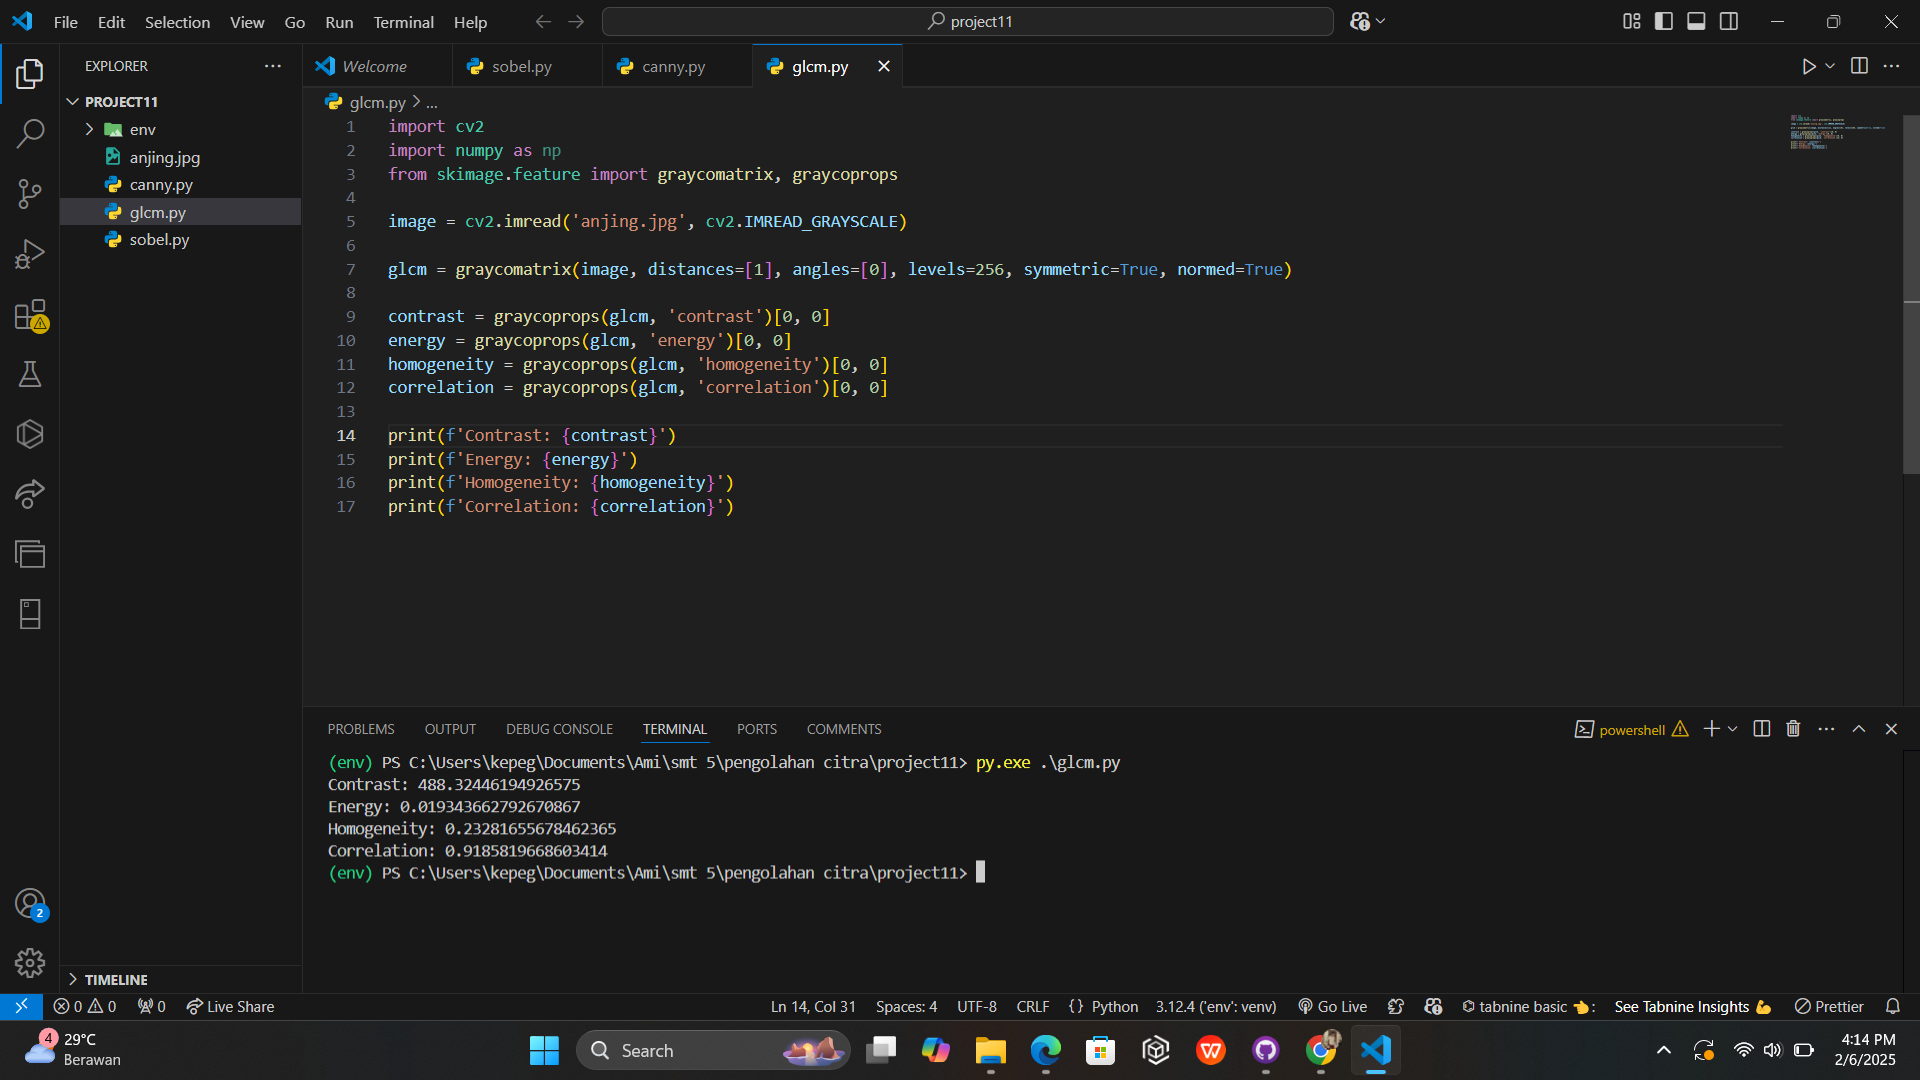 File Edit Selection View Go Run Terminal Help
project11
EXPLORER
PROJECT11
env
anjing.jpg
canny.py
glcm.py
sobel.py
TIMELINE
Welcome sobel.py canny.py glcm.py
glcm.py > ...
1 import cv2
2 import numpy as np
3 from skimage.feature import graycomatrix, graycoprops
4
5 image = cv2.imread('anjing.jpg', cv2.IMREAD_GRAYSCALE)
6
7 glcm = graycomatrix(image, distances=[1], angles=[0], levels=256, symmetric=True, normed=True)
8
9 contrast = graycoprops(glcm, 'contrast')[0, 0]
10 energy = graycoprops(glcm, 'energy')[0, 0]
11 homogeneity = graycoprops(glcm, 'homogeneity')[0, 0]
12 correlation = graycoprops(glcm, 'correlation')[0, 0]
13
14 print(f'Contrast: {contrast}')
15 print(f'Energy: {energy}')
16 print(f'Homogeneity: {homogeneity}')
17 print(f'Correlation: {correlation}')
PROBLEMS OUTPUT DEBUG CONSOLE TERMINAL PORTS COMMENTS
powershell
(env) PS C:\Users\kepeg\Documents\Ami\smt 5\pengolahan citra\project11> py.exe .\glcm.py
Contrast: 488.32446194926575
Energy: 0.019343662792670867
Homogeneity: 0.23281655678462365
Correlation: 0.9185819668603414
(env) PS C:\Users\kepeg\Documents\Ami\smt 5\pengolahan citra\project11>
2
0 0 0 Live Share
Ln 14, Col 31 Spaces: 4 UTF-8 CRLF {} Python 3.12.4 ('env': venv) Go Live tabnine basic 👈: See Tabnine Insights 💪 Prettier
4
29°C
Berawan
Search
4:14 PM
2/6/2025